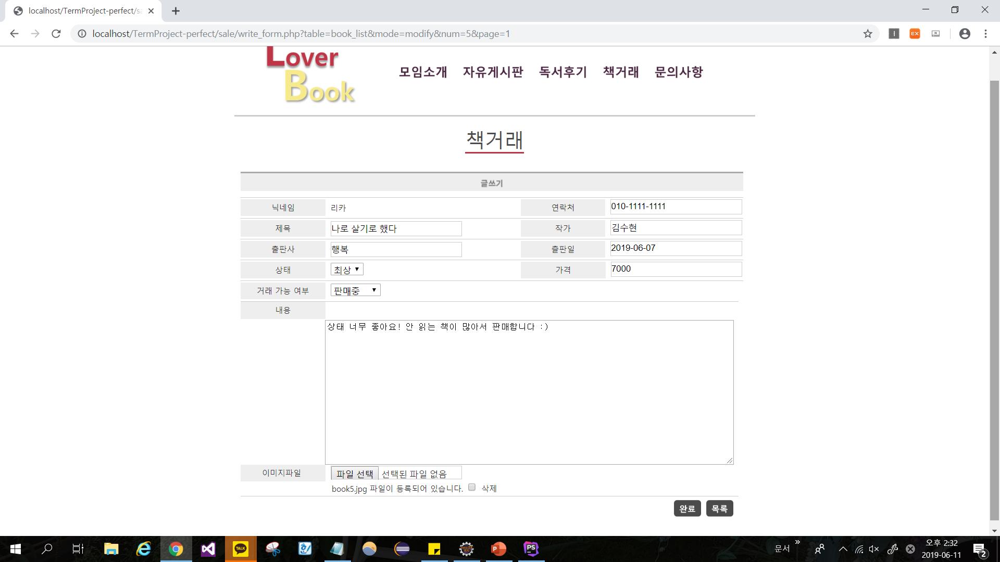 localhost/TermProject-perfect/sa
localhost/TermProject-perfect/sale/write_form.php?table=book_list&mode=modify&num=5&page=1
Lover
Book
모임소개 자유게시판 독서후기 책거래 문의사항
책거래
글쓰기
닉네임 리카 연락처 010-1111-1111
제목 나로 살기로 했다 작가 김수현
출판사 행복 출판일 2019-06-07
상태 최상 가격 7000
거래 가능 여부 판매중
내용
상태 너무 좋아요! 안 읽는 책이 많아서 판매합니다 :)
이미지파일 파일 선택 선택된 파일 없음
book5.jpg 파일이 등록되어 있습니다. 삭제
완료 목록
문서 오후 2:32
2019-06-11
2